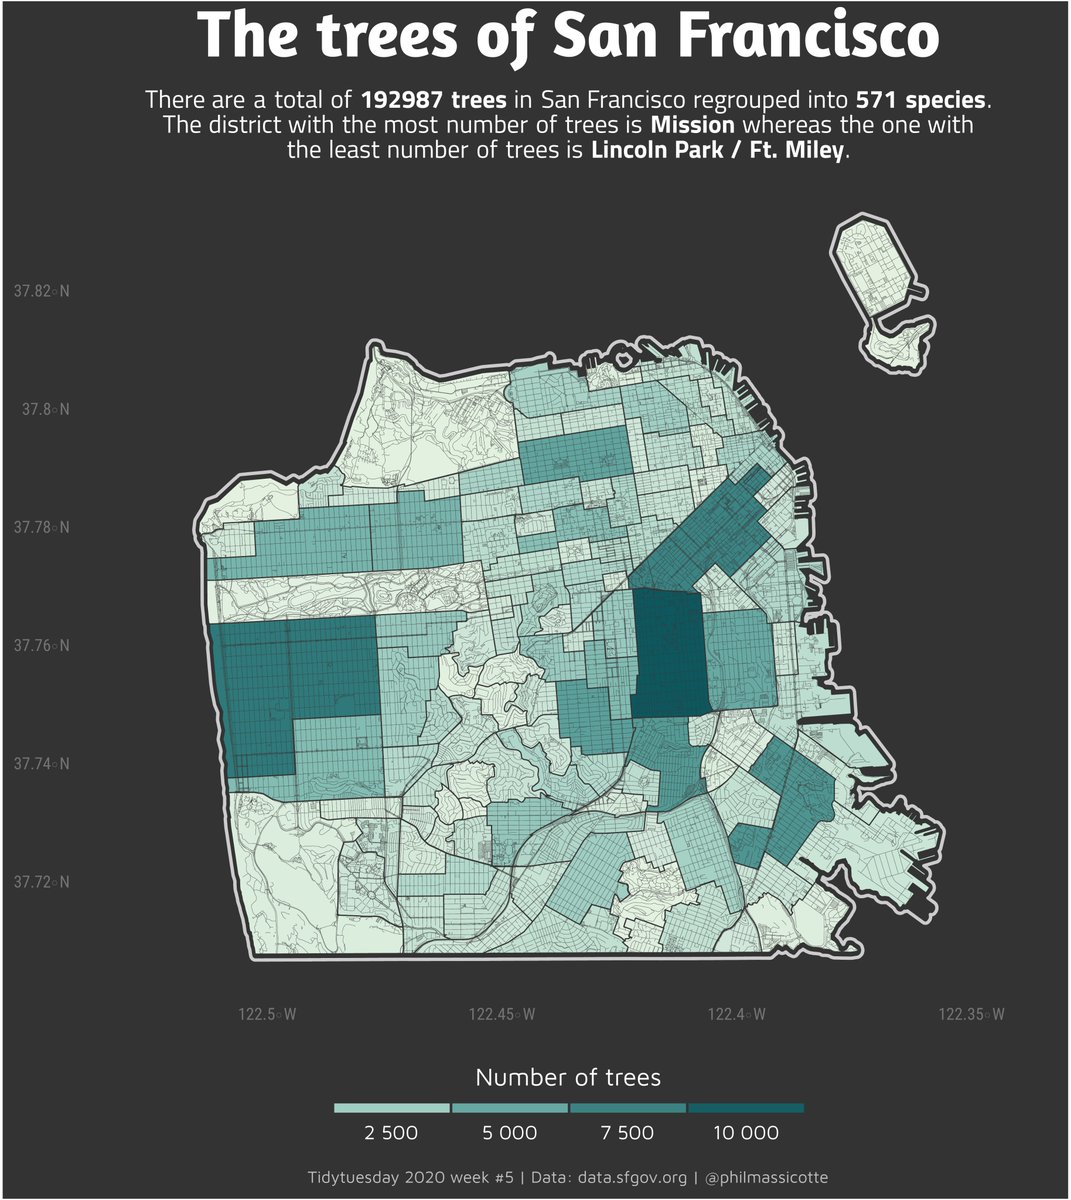 The trees of San Francisco
There are a total of 192987 trees in San Francisco regrouped into 571 species.
The district with the most number of trees is Mission whereas the one with
the least number of trees is Lincoln Park / Ft. Miley.
37.82○N
37.8○N
37.78○N
37.76○N
37.74○N
37.72○N
122.5○W 122.45○W 122.4○W 122.35○W
Number of trees
2 500 5 000 7 500 10 000
Tidytuesday 2020 week #5 | Data: data.sfgov.org | @philmassicotte